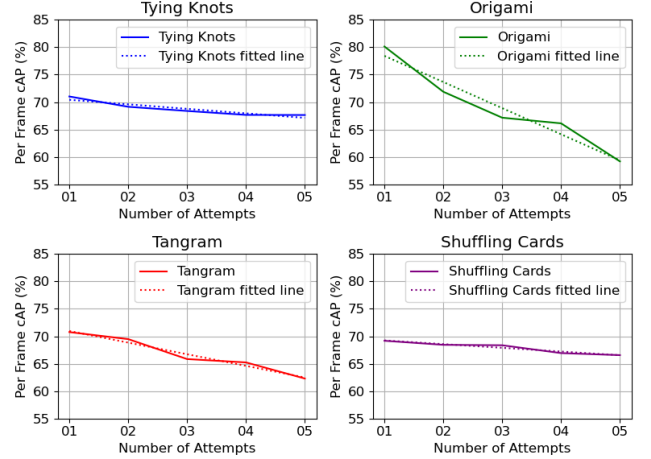 Tying Knots
Per Frame cAP (%)
85
80
75
70
65
60
55
Tying Knots
Tying Knots fitted line
01 02 03 04 05
Number of Attempts
Origami
Per Frame cAP (%)
85
80
75
70
65
60
55
Origami
Origami fitted line
01 02 03 04 05
Number of Attempts
Tangram
Per Frame cAP (%)
85
80
75
70
65
60
55
Tangram
Tangram fitted line
01 02 03 04 05
Number of Attempts
Shuffling Cards
Per Frame cAP (%)
85
80
75
70
65
60
55
Shuffling Cards
Shuffling Cards fitted line
01 02 03 04 05
Number of Attempts